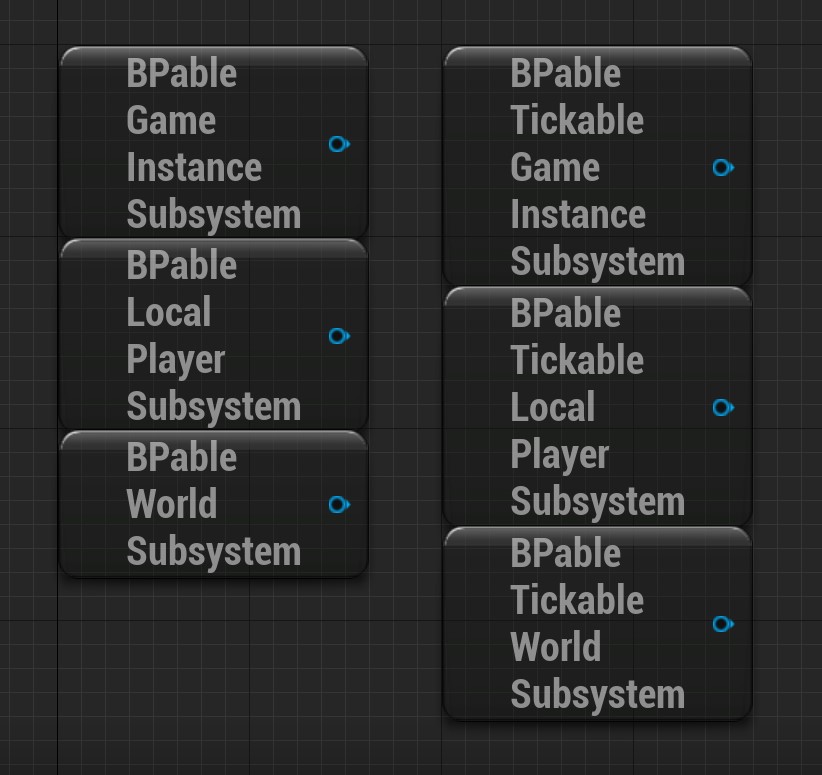 BPable
Game
Instance
Subsystem
BPable
Local
Player
Subsystem
BPable
World
Subsystem
BPable
Tickable
Game
Instance
Subsystem
BPable
Tickable
Local
Player
Subsystem
BPable
Tickable
World
Subsystem